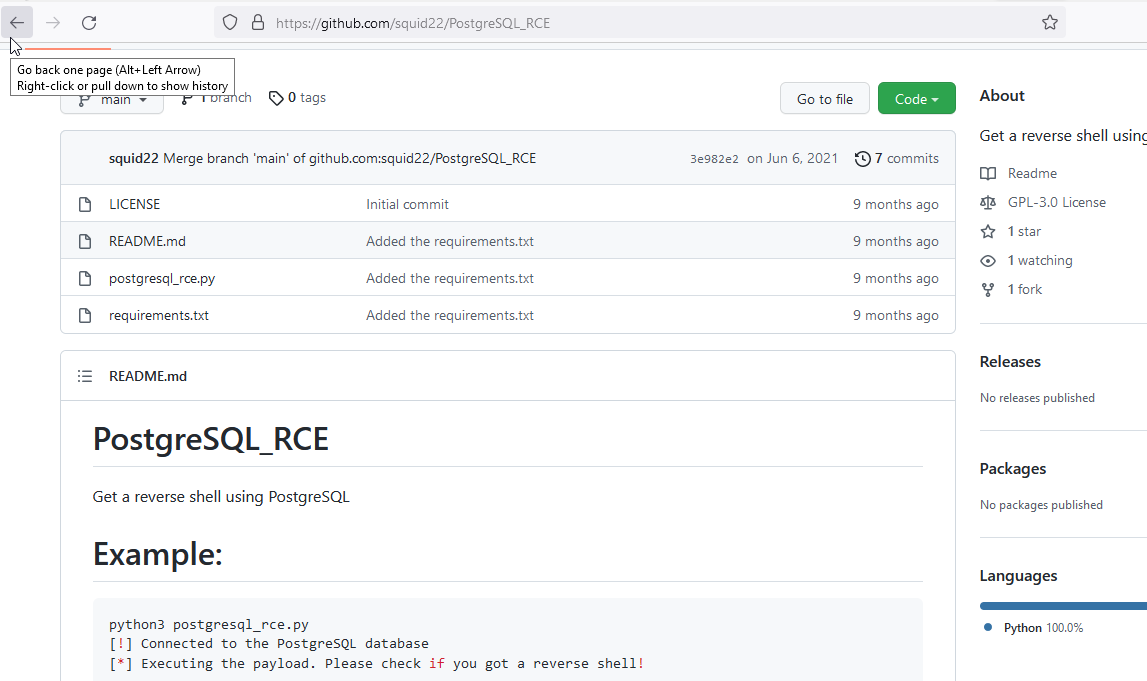 https://github.com/squid22/PostgreSQL_RCE
Go back one page (Alt+Left Arrow)
Right-click or pull down to show history
main
1 branch
0 tags
Go to file
Code
squid22 Merge branch 'main' of github.com:squid22/PostgreSQL_RCE
3e982e2 on Jun 6, 2021
7 commits
LICENSE Initial commit 9 months ago
README.md Added the requirements.txt 9 months ago
postgresql_rce.py Added the requirements.txt 9 months ago
requirements.txt Added the requirements.txt 9 months ago
README.md
PostgreSQL_RCE
Get a reverse shell using PostgreSQL
Example:
python3 postgresql_rce.py
[!] Connected to the PostgreSQL database
[*] Executing the payload. Please check if you got a reverse shell!
About
Get a reverse shell using
Readme
GPL-3.0 License
1 star
1 watching
1 fork
Releases
No releases published
Packages
No packages published
Languages
Python 100.0%